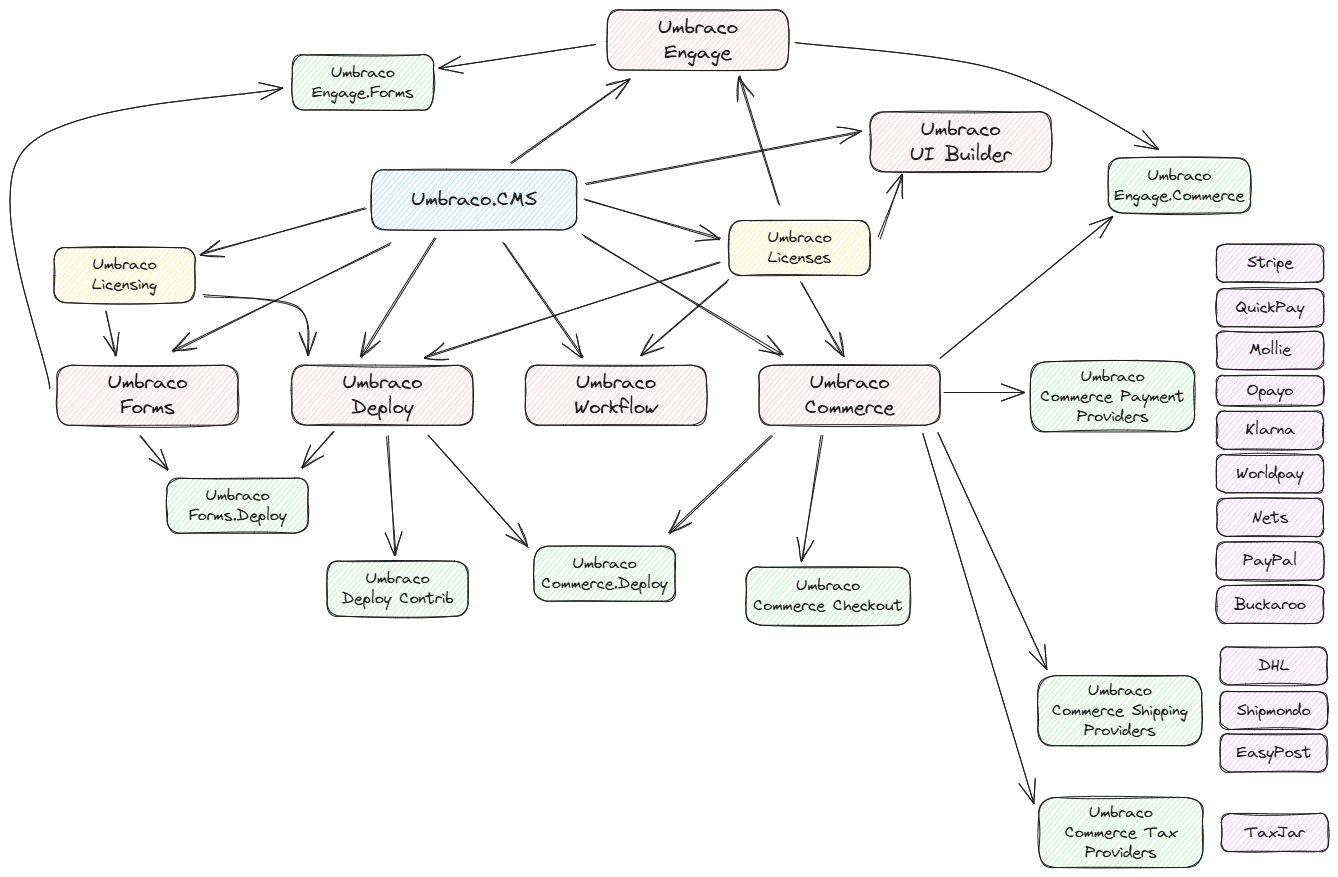 Umbraco
Engage
Umbraco
Engage.Forms
Umbraco
UI Builder
Umbraco.CMS
Umbraco
Engage.Commerce
Umbraco
Licenses
Umbraco
Licensing
Stripe
QuickPay
Mollie
Opayo
Klarna
Worldpay
Nets
PayPal
Buckaroo
Umbraco
Forms
Umbraco
Deploy
Umbraco
Workflow
Umbraco
Commerce
Umbraco
Commerce Payment
Providers
Umbraco
Forms.Deploy
Umbraco
Deploy Contrib
Umbraco
Commerce.Deploy
Umbraco
Commerce Checkout
Umbraco
Commerce Shipping
Providers
DHL
Shipmondo
EasyPost
Umbraco
Commerce Tax
Providers
TaxJar